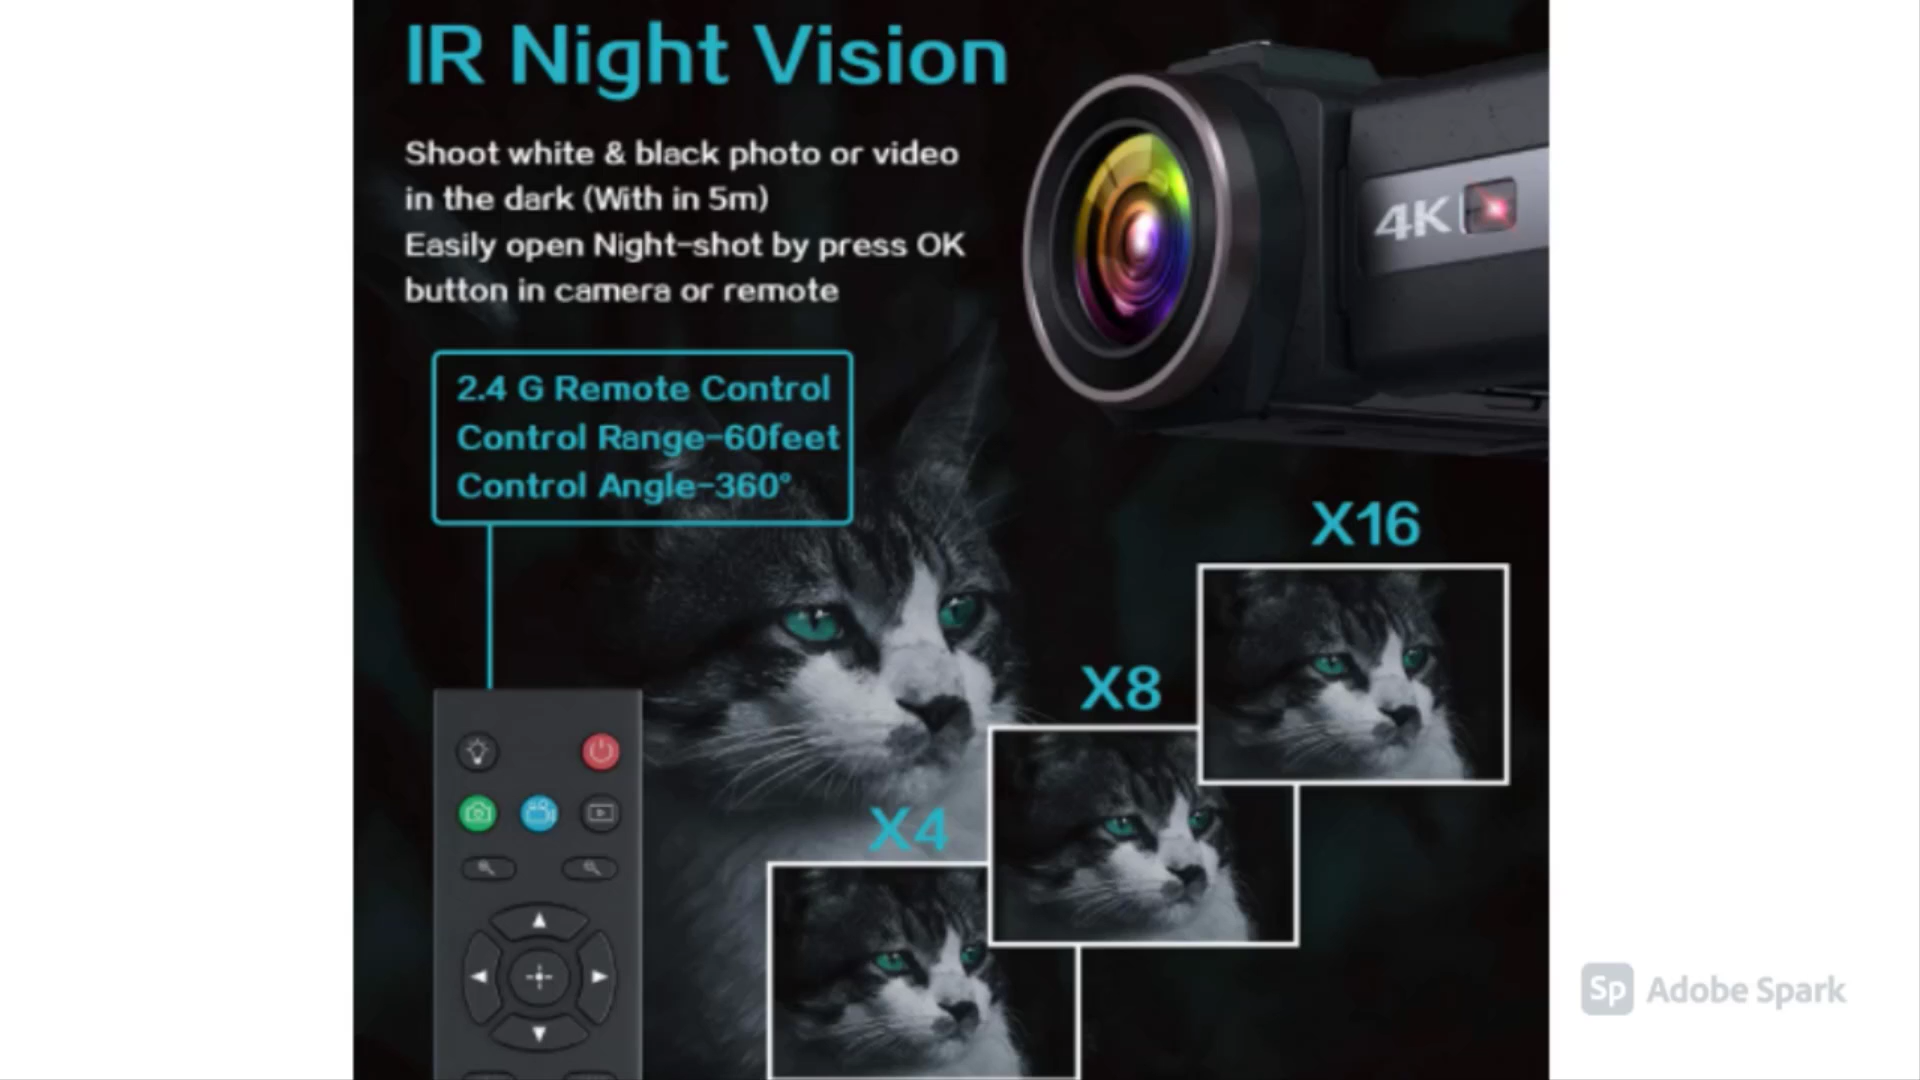 IR Night Vision
Shoot white & black photo or video
in the dark (With in 5m)
Easily open Night-shot by press OK
button in camera or remote
2.4 G Remote Control
Control Range-60feet
Control Angle-360°
4K
X16
X8
X4
Sp Adobe Spark